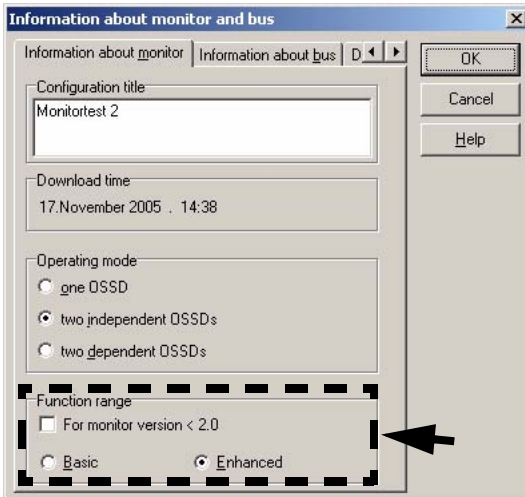 Information about monitor and bus
Information about monitor
Information about bus
D
OK
Cancel
Help
Configuration title
Monitortest 2
Download time
17.November 2005 . 14:38
Operating mode
one OSSD
two independent OSSDs
two dependent OSSDs
Function range
For monitor version < 2.0
Basic
Enhanced